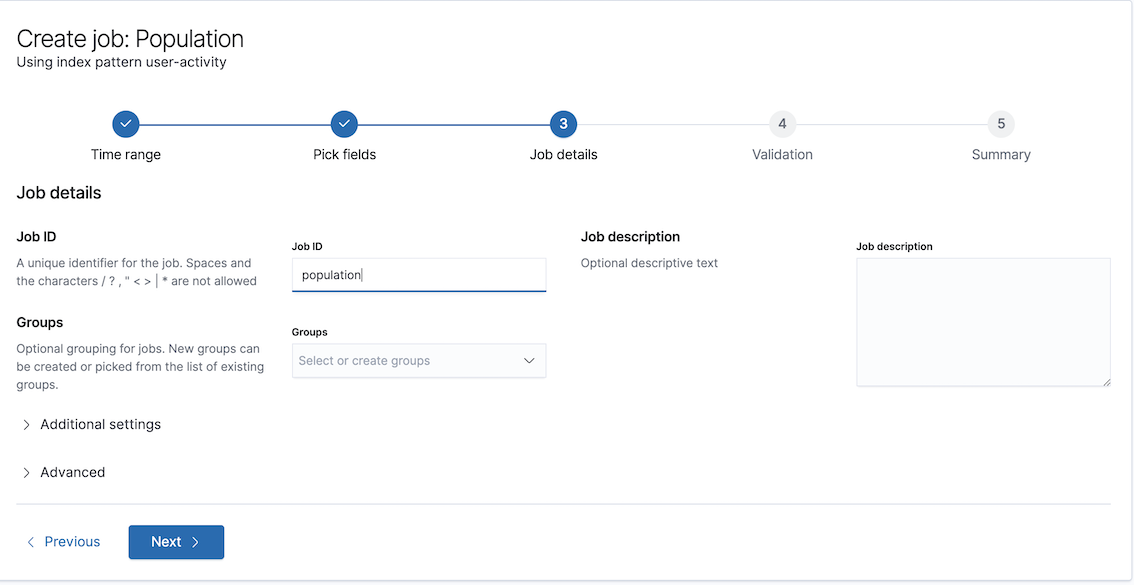 Create job: Population
Using index pattern user-activity
3
4
5
Time range
Pick fields
Job details
Validation
Summary
Job details
Job ID
A unique identifier for the job. Spaces and
the characters / ? , " < > | * are not allowed
Job ID
population
Job description
Optional descriptive text
Job description
Groups
Optional grouping for jobs. New groups can
be created or picked from the list of existing
groups.
Groups
Select or create groups
Additional settings
Advanced
Previous
Next